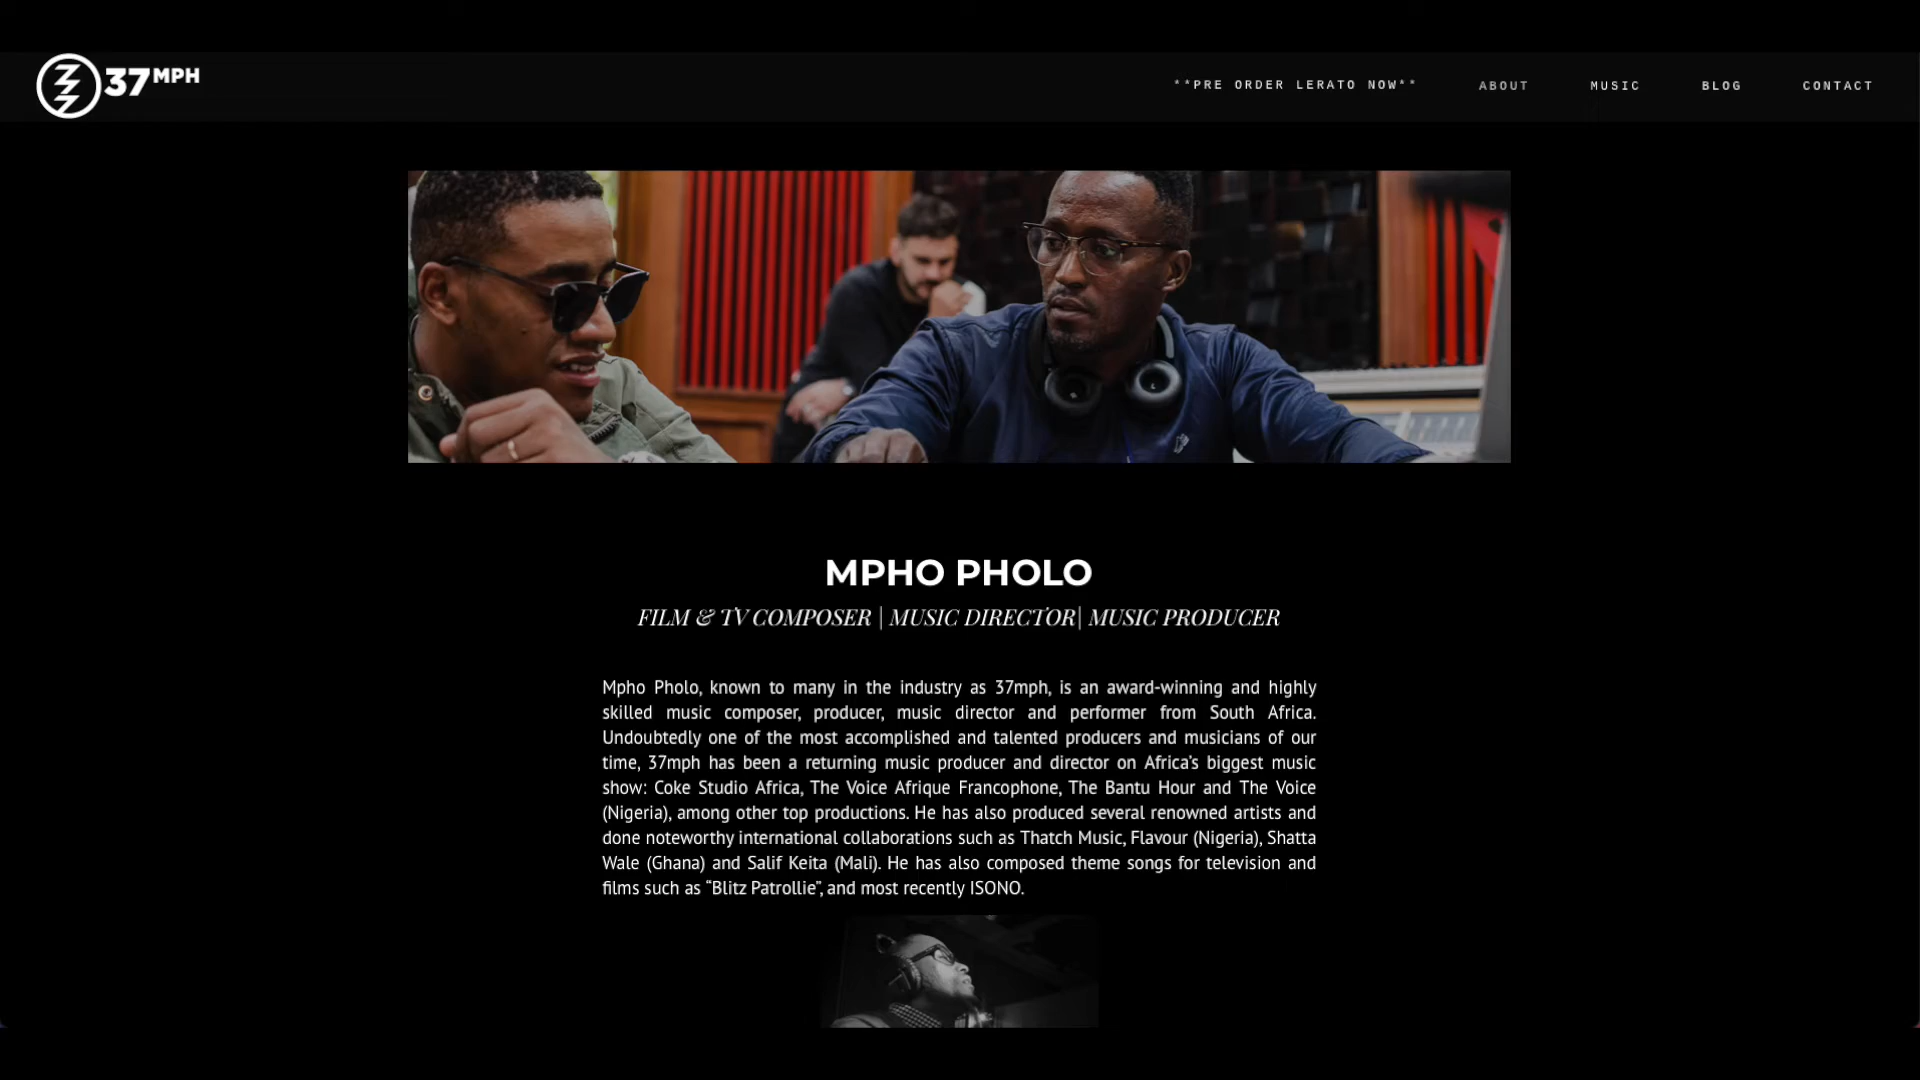 37 MPH
**PRE ORDER LERATO NOW** ABOUT MUSIC BLOG CONTACT
MPHO PHOLO
FILM & TV COMPOSER | MUSIC DIRECTOR| MUSIC PRODUCER
Mpho Pholo, known to many in the industry as 37mph, is an award-winning and highly
skilled music composer, producer, music director and performer from South Africa.
Undoubtedly one of the most accomplished and talented producers and musicians of our
time, 37mph has been a returning music producer and director on Africa's biggest music
show: Coke Studio Africa, The Voice Afrique Francophone, The Bantu Hour and The Voice
(Nigeria), among other top productions. He has also produced several renowned artists and
done noteworthy international collaborations such as Thatch Music, Flavour (Nigeria), Shatta
Wale (Ghana) and Salif Keita (Mali). He has also composed theme songs for television and
films such as “Blitz Patrollie”, and most recently ISONO.